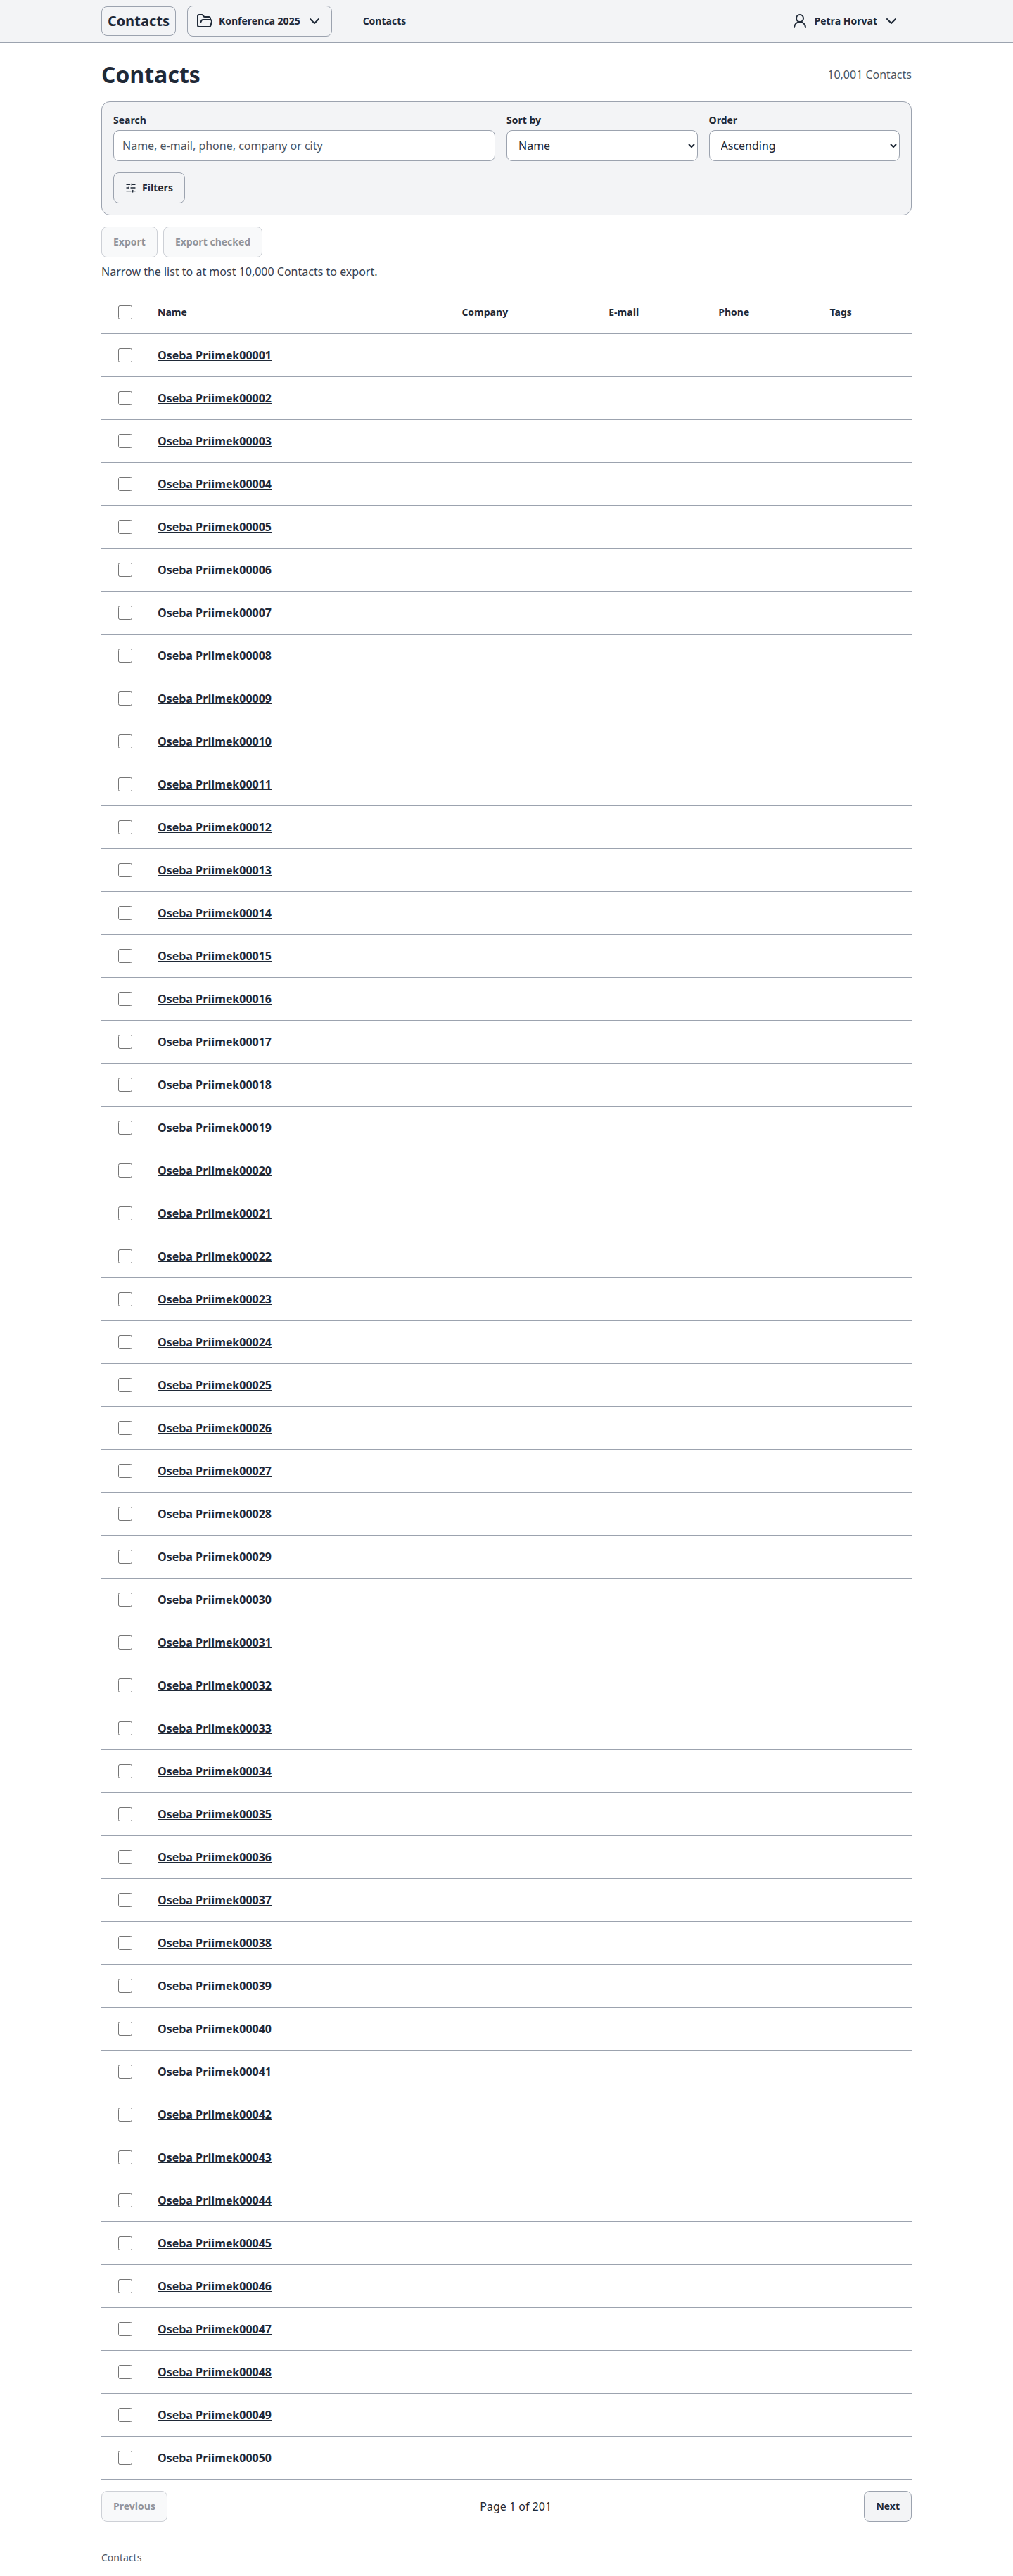 Contacts Konferenca 2025 Contacts Petra Horvat
Contacts 10,001 Contacts
Search Sort by Order
Name, e-mail, phone, company or city Name Ascending
Filters
Export Export checked
Narrow the list to at most 10,000 Contacts to export.
Name Company E-mail Phone Tags
Oseba Priimek00001
Oseba Priimek00002
Oseba Priimek00003
Oseba Priimek00004
Oseba Priimek00005
Oseba Priimek00006
Oseba Priimek00007
Oseba Priimek00008
Oseba Priimek00009
Oseba Priimek00010
Oseba Priimek00011
Oseba Priimek00012
Oseba Priimek00013
Oseba Priimek00014
Oseba Priimek00015
Oseba Priimek00016
Oseba Priimek00017
Oseba Priimek00018
Oseba Priimek00019
Oseba Priimek00020
Oseba Priimek00021
Oseba Priimek00022
Oseba Priimek00023
Oseba Priimek00024
Oseba Priimek00025
Oseba Priimek00026
Oseba Priimek00027
Oseba Priimek00028
Oseba Priimek00029
Oseba Priimek00030
Oseba Priimek00031
Oseba Priimek00032
Oseba Priimek00033
Oseba Priimek00034
Oseba Priimek00035
Oseba Priimek00036
Oseba Priimek00037
Oseba Priimek00038
Oseba Priimek00039
Oseba Priimek00040
Oseba Priimek00041
Oseba Priimek00042
Oseba Priimek00043
Oseba Priimek00044
Oseba Priimek00045
Oseba Priimek00046
Oseba Priimek00047
Oseba Priimek00048
Oseba Priimek00049
Oseba Priimek00050
Previous Page 1 of 201 Next
Contacts